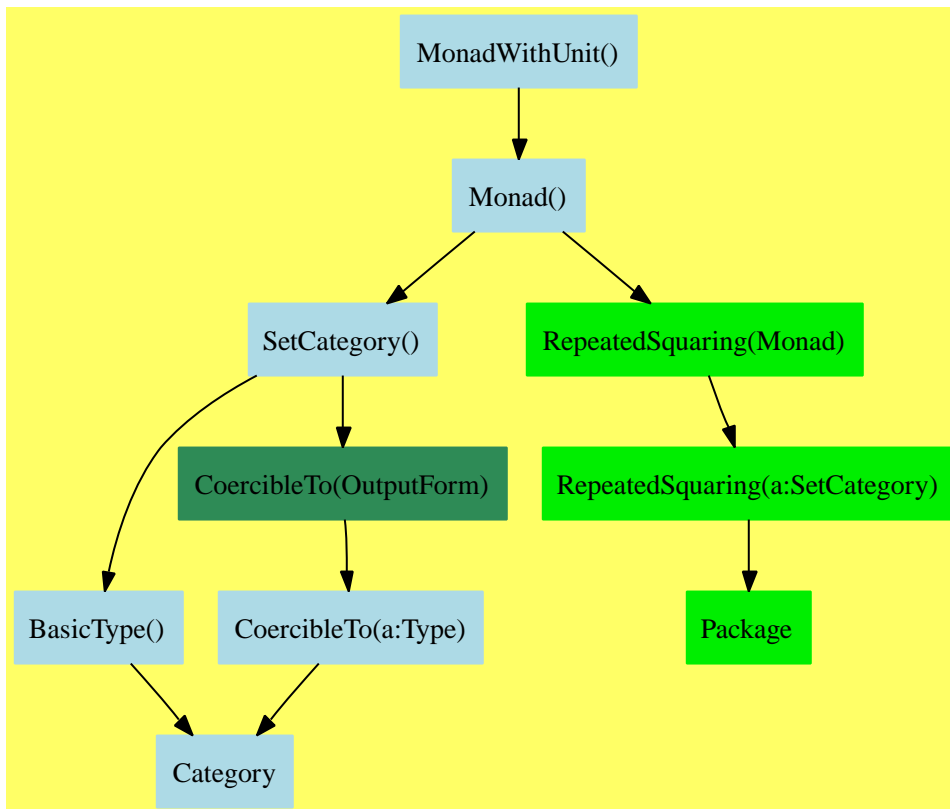 MonadWithUnit()
Monad()
SetCategory()
RepeatedSquaring(Monad)
CoercibleTo(OutputForm)
RepeatedSquaring(a:SetCategory)
BasicType()
CoercibleTo(a:Type)
Package
Category